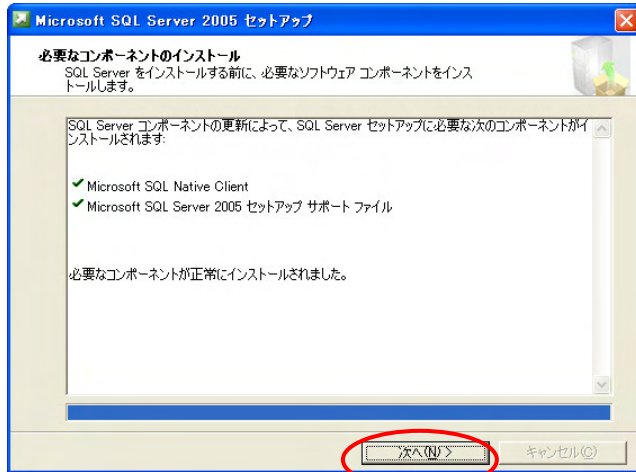 Microsoft SQL Server 2005 セットアップ
必要なコンポーネントのインストール
SQL Server をインストールする前に、必要なソフトウェア コンポーネントをインス
トールします。
SQL Server コンポーネントの更新によって、SQL Server セットアップに必要な次のコンポーネントがイ
ンストールされます:
Microsoft SQL Native Client
Microsoft SQL Server 2005 セットアップ サポート ファイル
必要なコンポーネントが正常にインストールされました。
次へ(N) >
キャンセル(C)